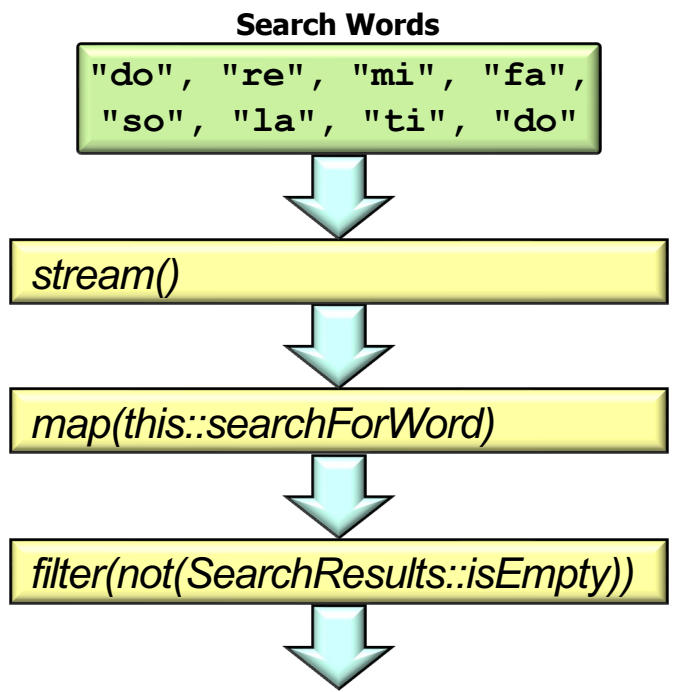 Search Words
"do", "re", "mi", "fa",
"so", "la", "ti", "do"
stream()
map(this::searchForWord)
filter(not(SearchResults::isEmpty))